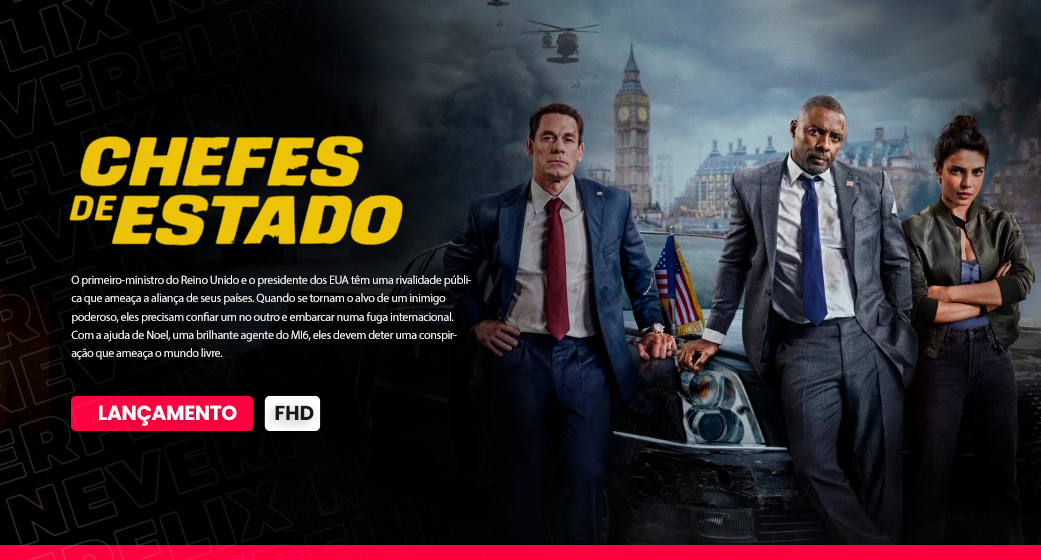 CHEFES
DE ESTADO
O primeiro-ministro do Reino Unido e o presidente dos EUA têm uma rivalidade públi-
ca que ameaça a aliança de seus países. Quando se tornam o alvo de um inimigo
poderoso, eles precisam confiar um no outro e embarcar numa fuga internacional.
Com a ajuda de Noel, uma brilhante agente do MI6, eles devem deter uma conspir-
ação que ameaça o mundo livre.
LANÇAMENTO FHD